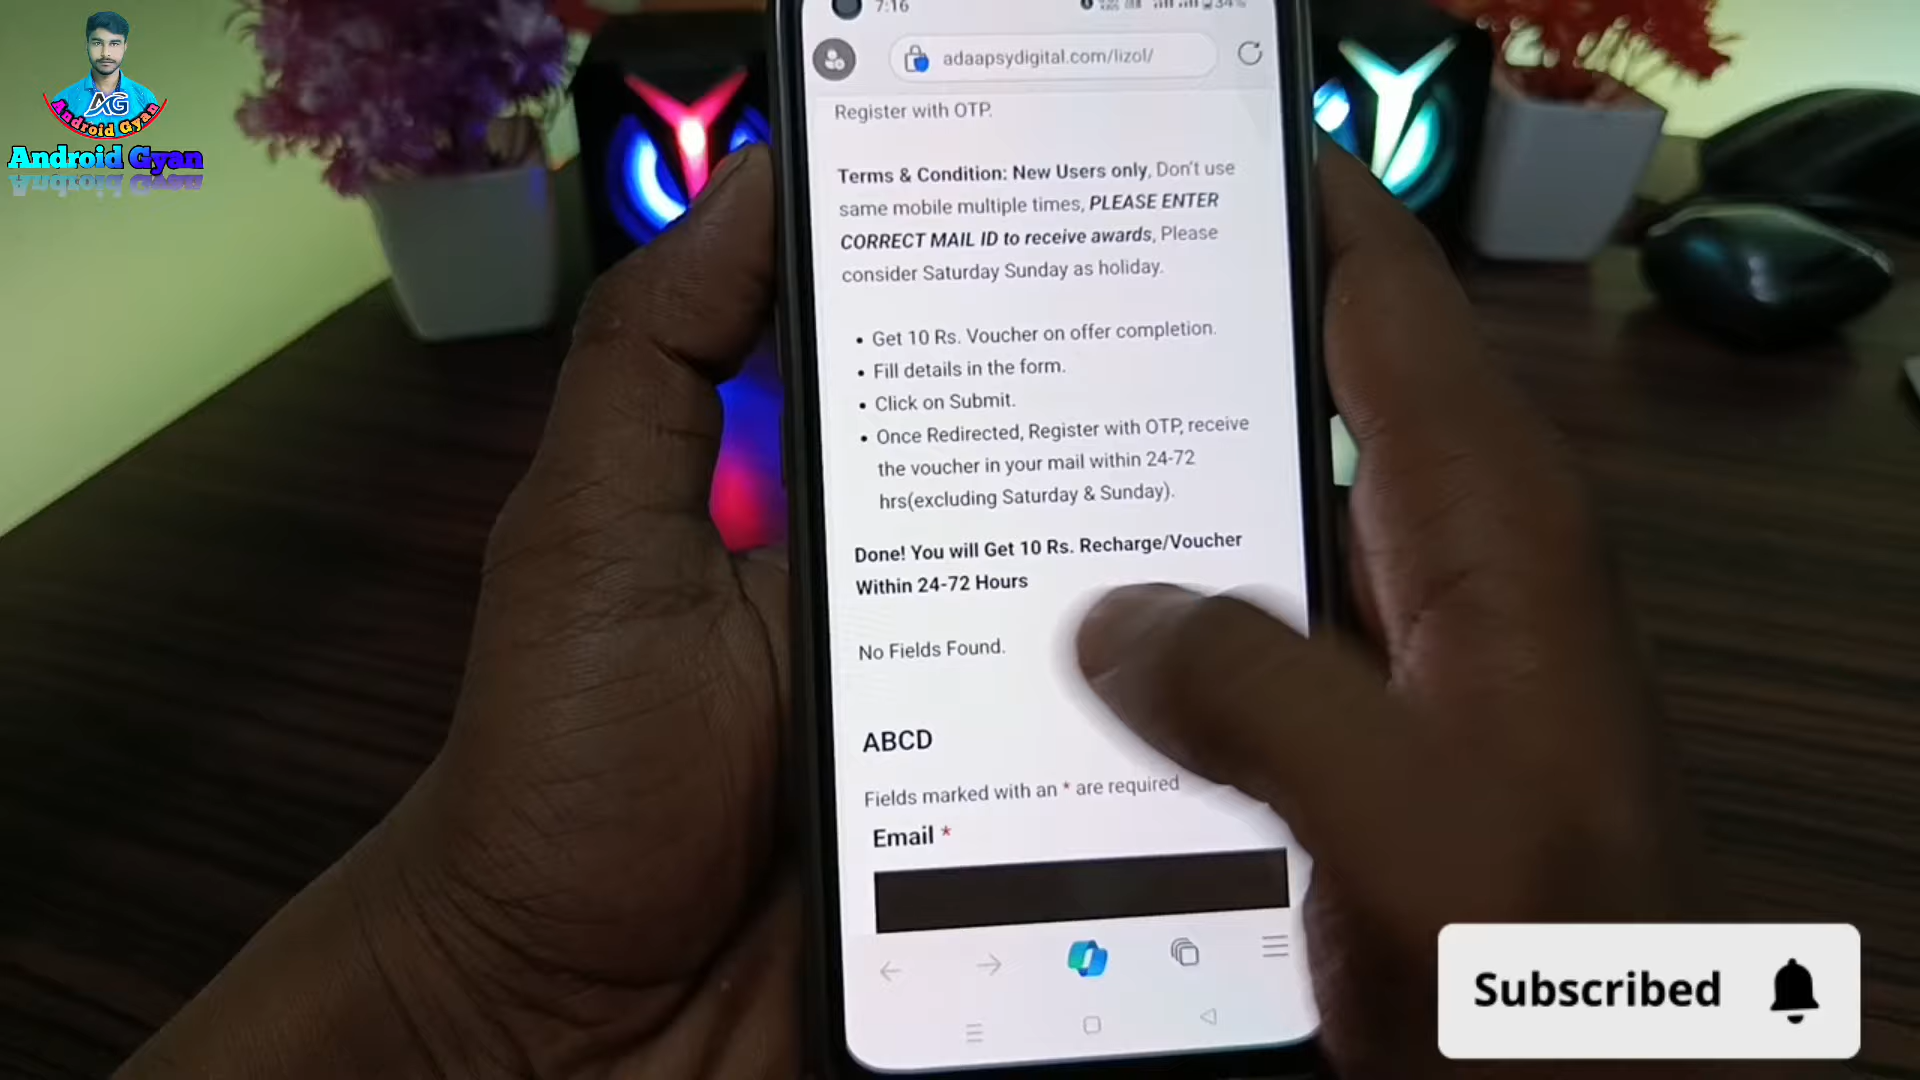 AG
Android Gyan
Android Gyan
7:16
adaapsydigital.com/lizol/
Register with OTP.
Terms & Condition: New Users only, Don't use
same mobile multiple times, PLEASE ENTER
CORRECT MAIL ID to receive awards, Please
consider Saturday Sunday as holiday.
• Get 10 Rs. Voucher on offer completion.
• Fill details in the form.
• Click on Submit.
• Once Redirected, Register with OTP, receive
the voucher in your mail within 24-72
hrs(excluding Saturday & Sunday).
Done! You will Get 10 Rs. Recharge/Voucher
Within 24-72 Hours
No Fields Found.
ABCD
Fields marked with an * are required
Email *
Subscribed